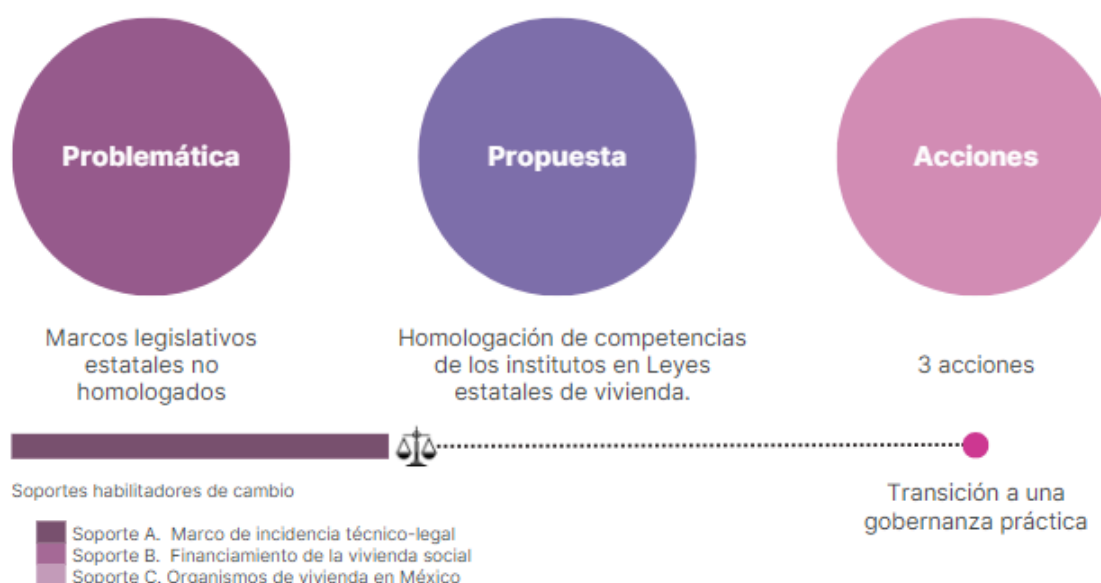 Problemática
Propuesta
Acciones
Marcos legislativos
estatales no
homologados
Homologación de competencias
de los institutos en Leyes
estatales de vivienda.
3 acciones
Soportes habilitadores de cambio
Transición a una
gobernanza práctica
Soporte A. Marco de incidencia técnico-legal
Soporte B. Financiamiento de la vivienda social
Soporte C. Organismos de vivienda en México